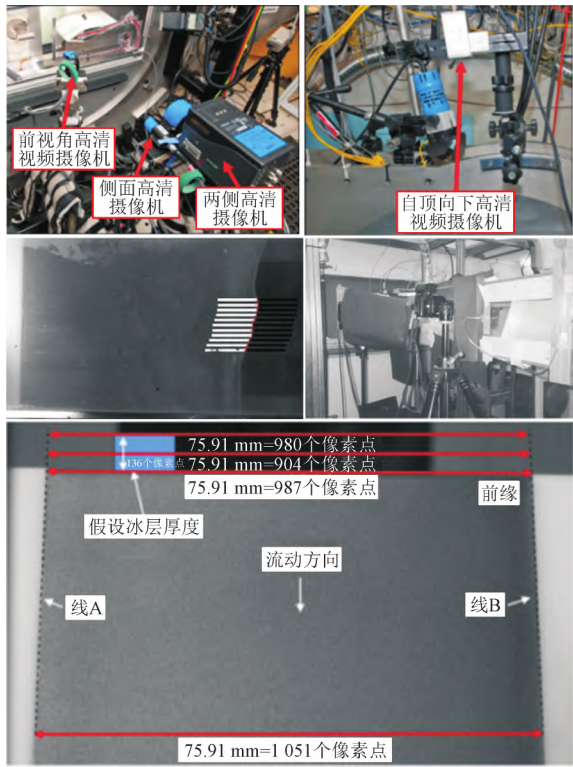 前视角高清
视频摄像机
侧面高清
摄像机
两侧高清
摄像机
自顶向下高清
视频摄像机
75.91 mm=980个像素点
136个像素点
75.91 mm=904个像素点
75.91 mm=987个像素点
前缘
假设冰层厚度
流动方向
线A
线B
75.91 mm=1 051个像素点